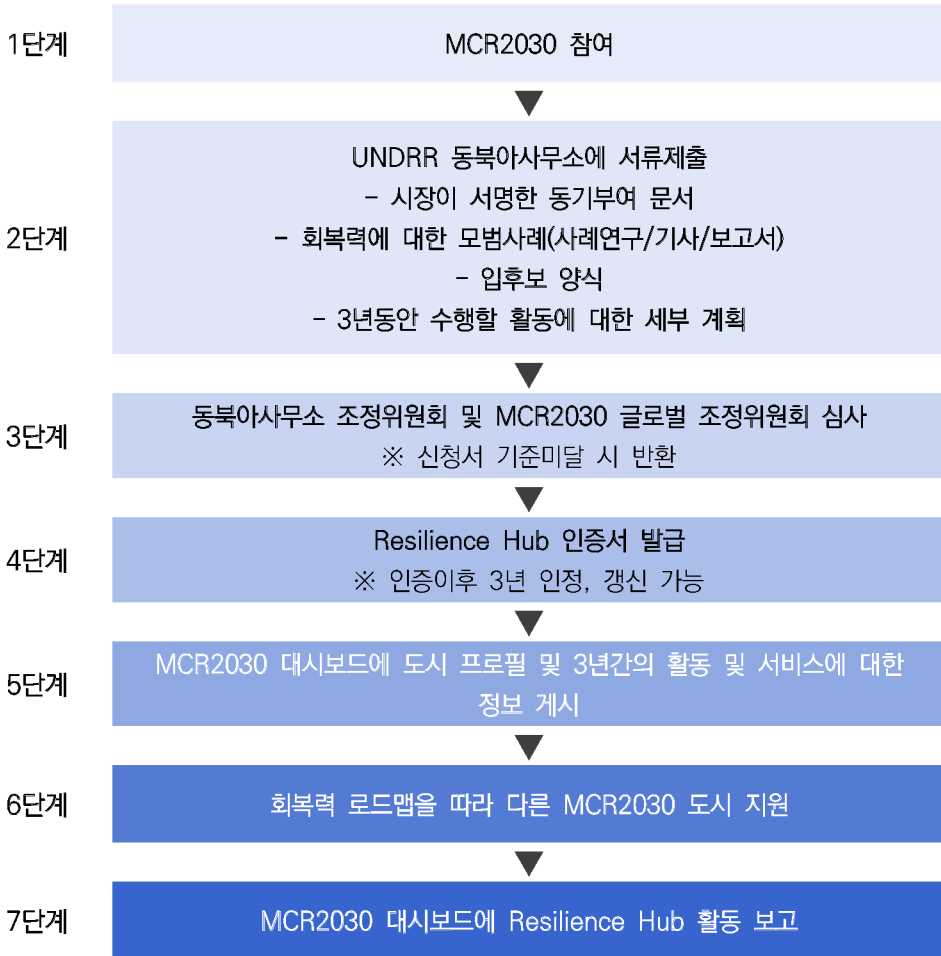 1단계
MCR2030 참여
2단계
UNDRR 동북아사무소에 서류제출
- 시장이 서명한 동기부여 문서
- 회복력에 대한 모범사례(사례연구/기사/보고서)
- 입후보 양식
- 3년동안 수행할 활동에 대한 세부 계획
3단계
동북아사무소 조정위원회 및 MCR2030 글로벌 조정위원회 심사
※ 신청서 기준미달 시 반환
4단계
Resilience Hub 인증서 발급
※ 인증이후 3년 인정, 갱신 가능
5단계
MCR2030 대시보드에 도시 프로필 및 3년간의 활동 및 서비스에 대한
정보 게시
6단계
회복력 로드맵을 따라 다른 MCR2030 도시 지원
7단계
MCR2030 대시보드에 Resilience Hub 활동 보고